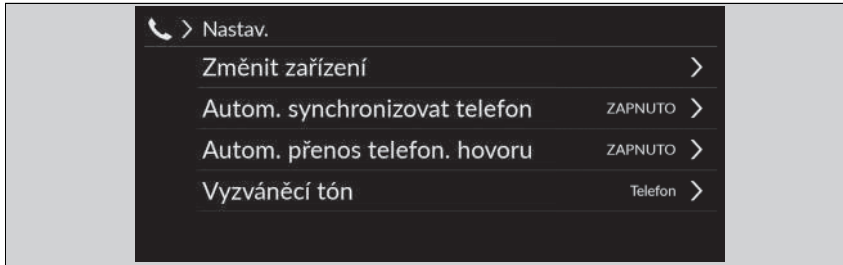 Nastav.
Změnit zařízení
Autom. synchronizovat telefon ZAPNUTO
Autom. přenos telefon. hovoru ZAPNUTO
Vyzváněcí tón Telefon